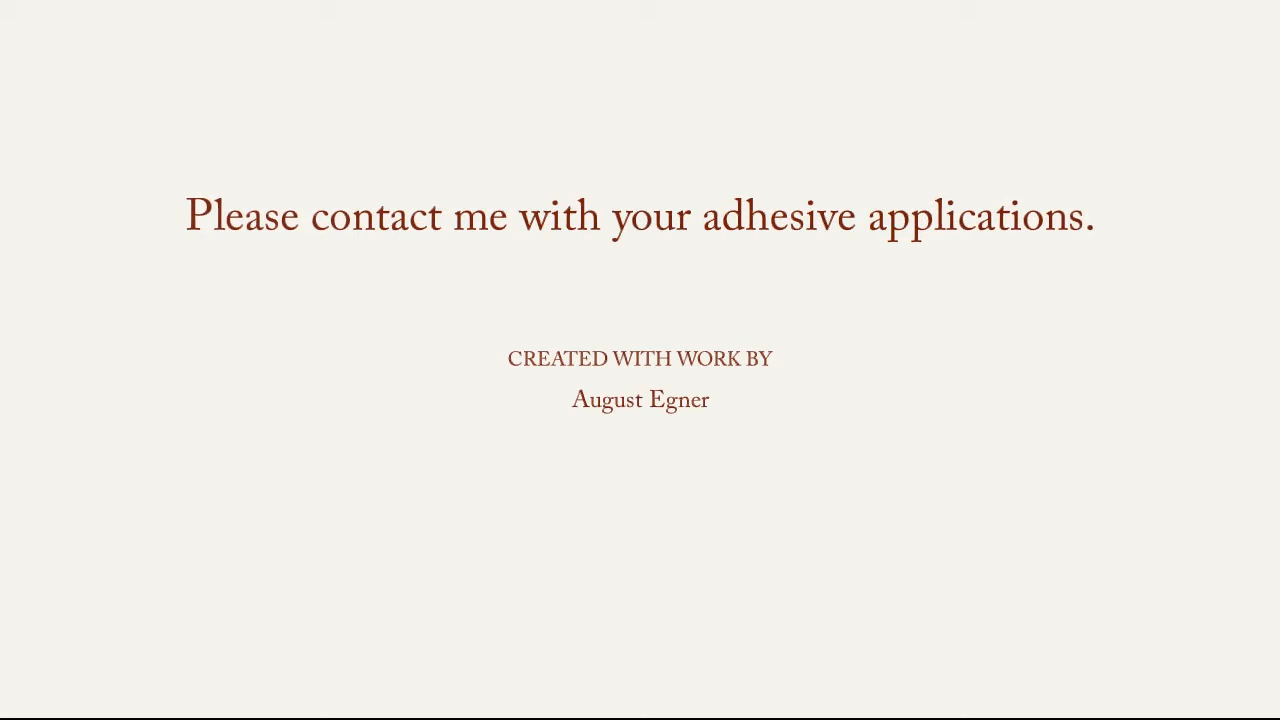 Please contact me with your adhesive applications.
CREATED WITH WORK BY
August Egner